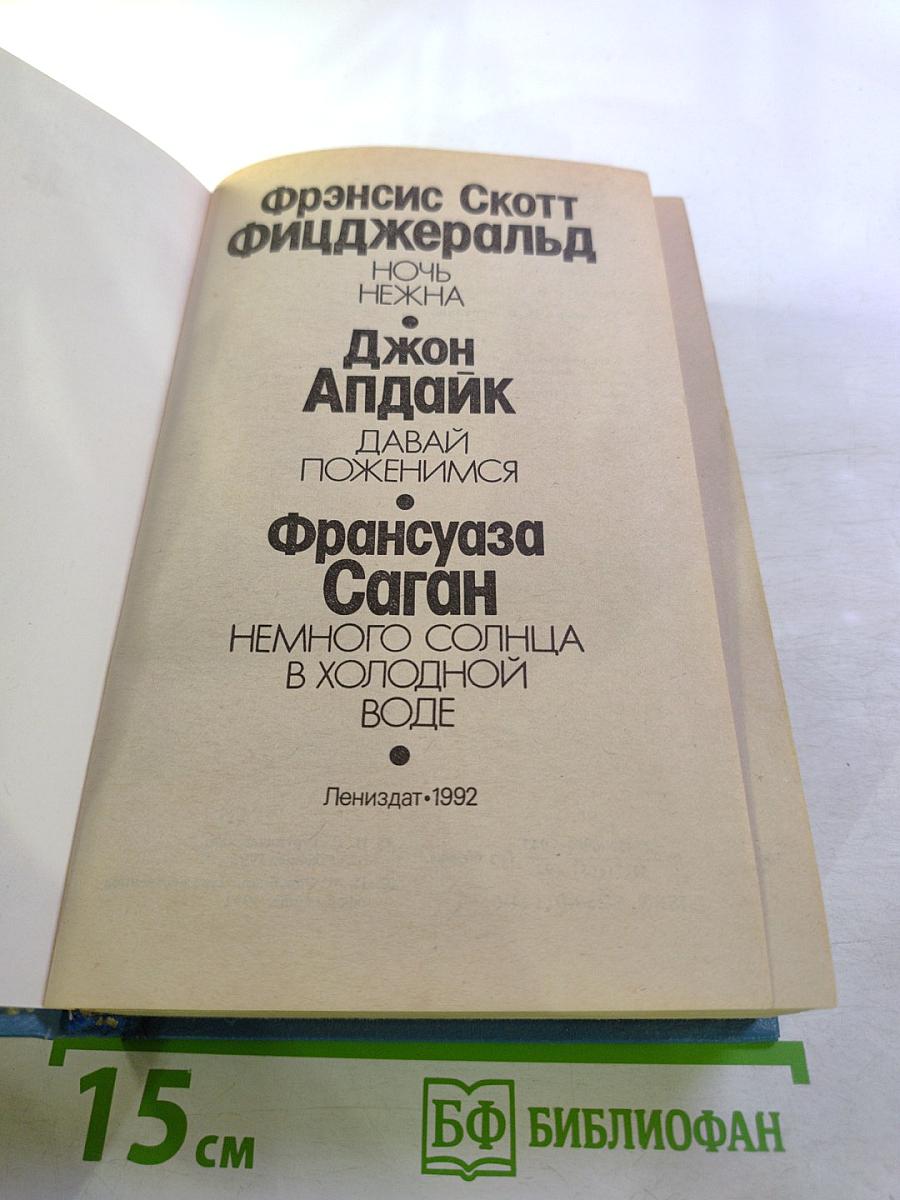 Фрэнсис Скотт
Фицджеральд
НОЧЬ
НЕЖНА
•
Джон
Апдайк
ДАВАЙ
ПОЖЕНИМСЯ
•
Франсуаза
Саган
НЕМНОГО СОЛНЦА
В ХОЛОДНОЙ
ВОДЕ
•
Лениздат•1992
15 см
БФ БИБЛИОФАН